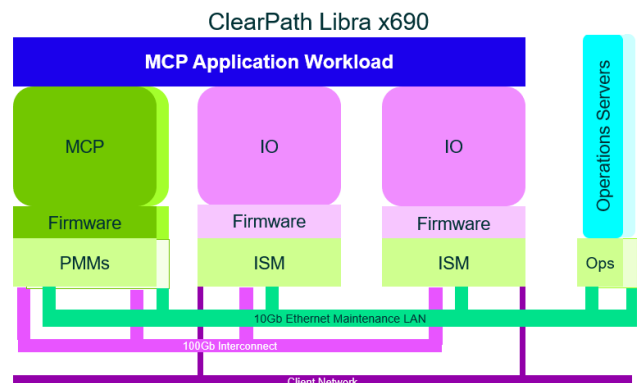 ClearPath Libra x690
MCP Application Workload
Operations Servers
MCP
IO
IO
Firmware
Firmware
Firmware
PMMs
ISM
ISM
Ops
10Gb Ethernet Maintenance LAN
100Gb Interconnect
Client Network